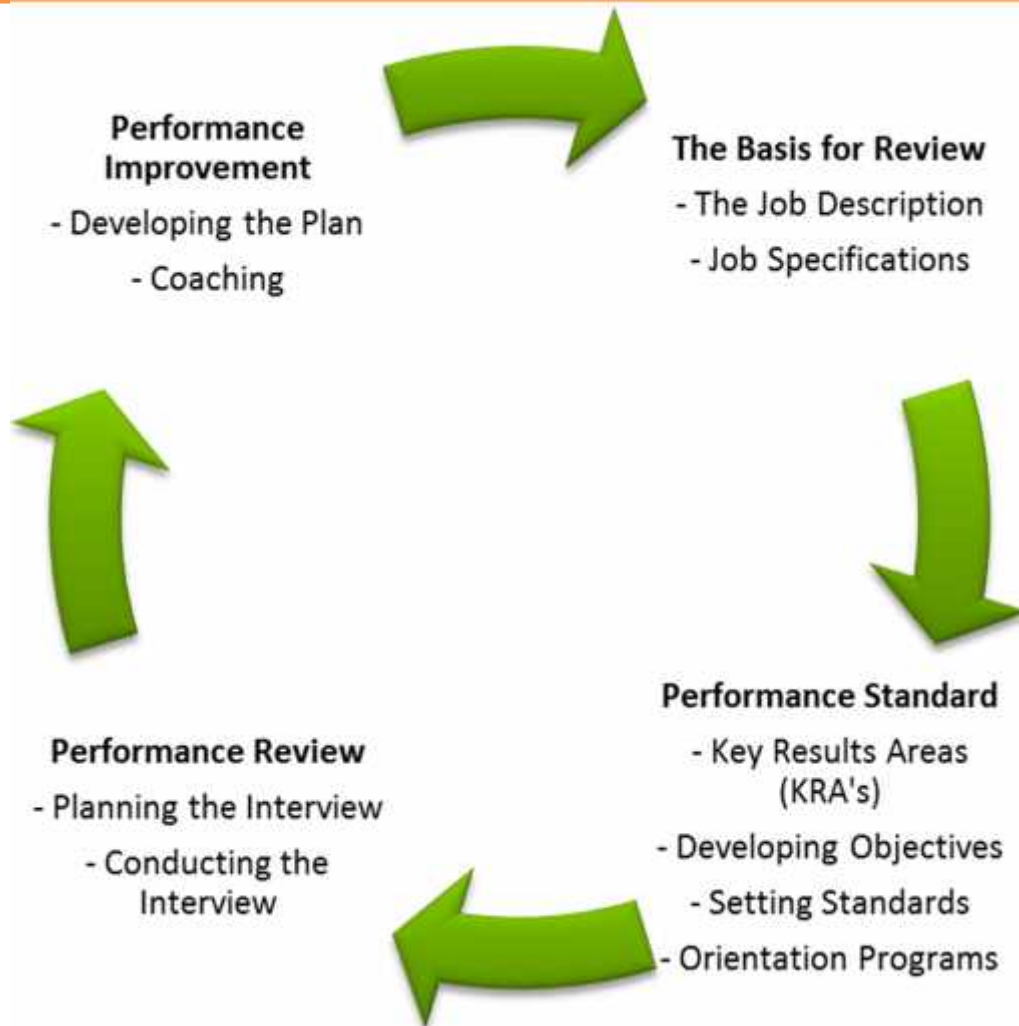 Performance
Improvement
- Developing the Plan
- Coaching
The Basis for Review
- The Job Description
- Job Specifications
Performance Standard
- Key Results Areas
(KRA's)
- Developing Objectives
- Setting Standards
- Orientation Programs
Performance Review
- Planning the Interview
- Conducting the
Interview